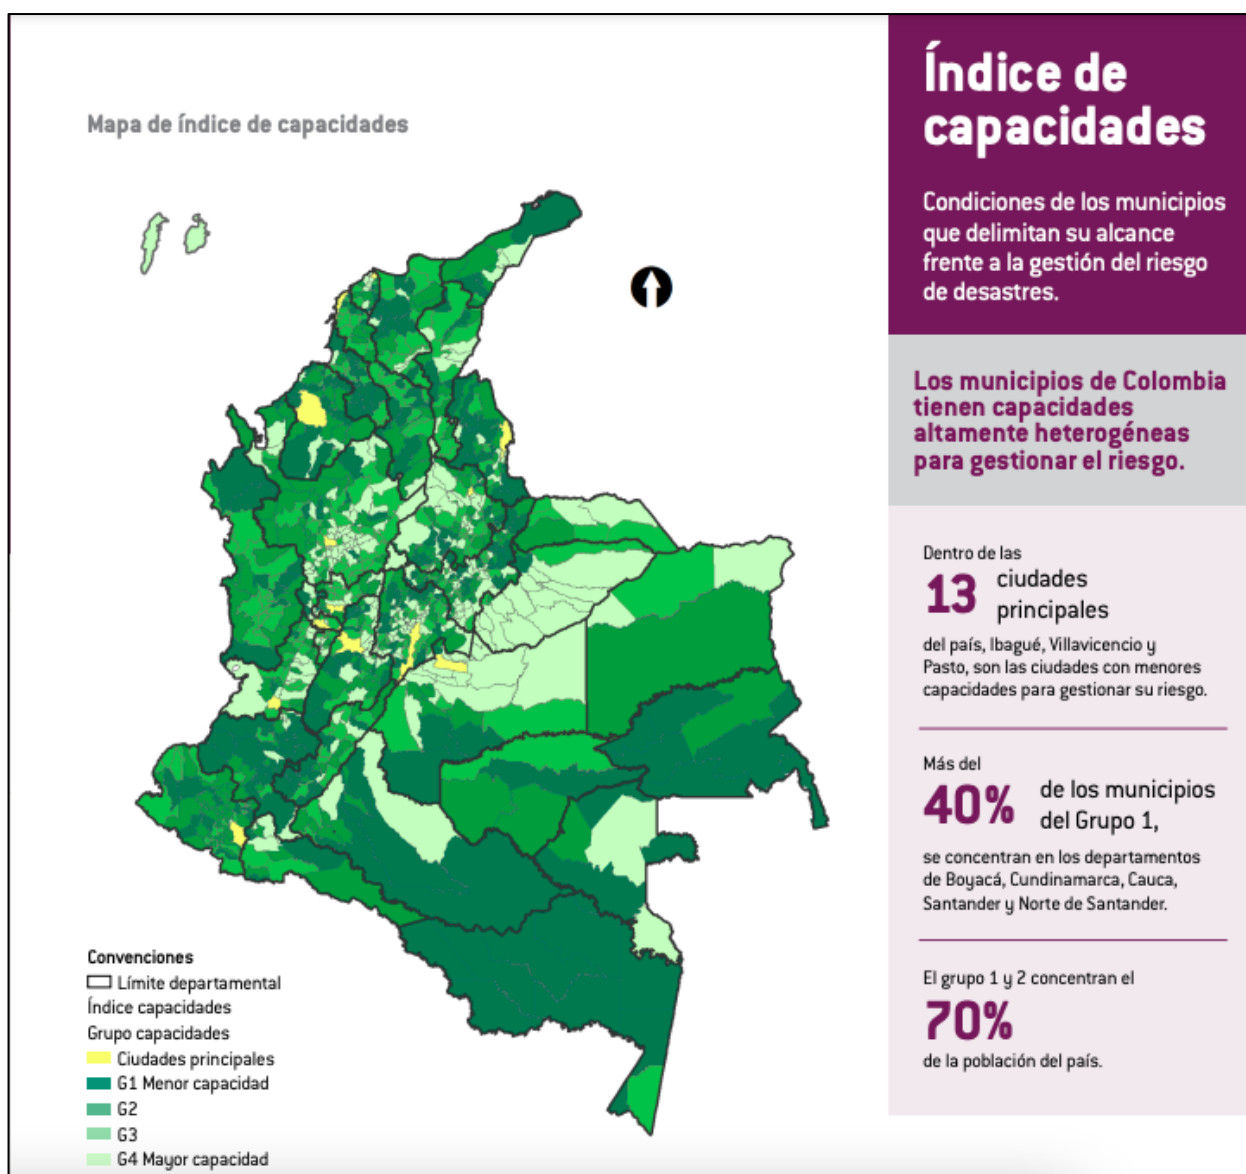 Mapa de índice de capacidades
Convenciones
Límite departamental
Índice capacidades
Grupo capacidades
Ciudades principales
G1 Menor capacidad
G2
G3
G4 Mayor capacidad
Índice de
capacidades
Condiciones de los municipios
que delimitan su alcance
frente a la gestión del riesgo
de desastres.
Los municipios de Colombia
tienen capacidades
altamente heterogéneas
para gestionar el riesgo.
Dentro de las
13 ciudades
principales
del país, Ibagué, Villavicencio y
Pasto, son las ciudades con menores
capacidades para gestionar su riesgo.
Más del
40% de los municipios
del Grupo 1,
se concentran en los departamentos
de Boyacá, Cundinamarca, Cauca,
Santander y Norte de Santander.
El grupo 1 y 2 concentran el
70%
de la población del país.